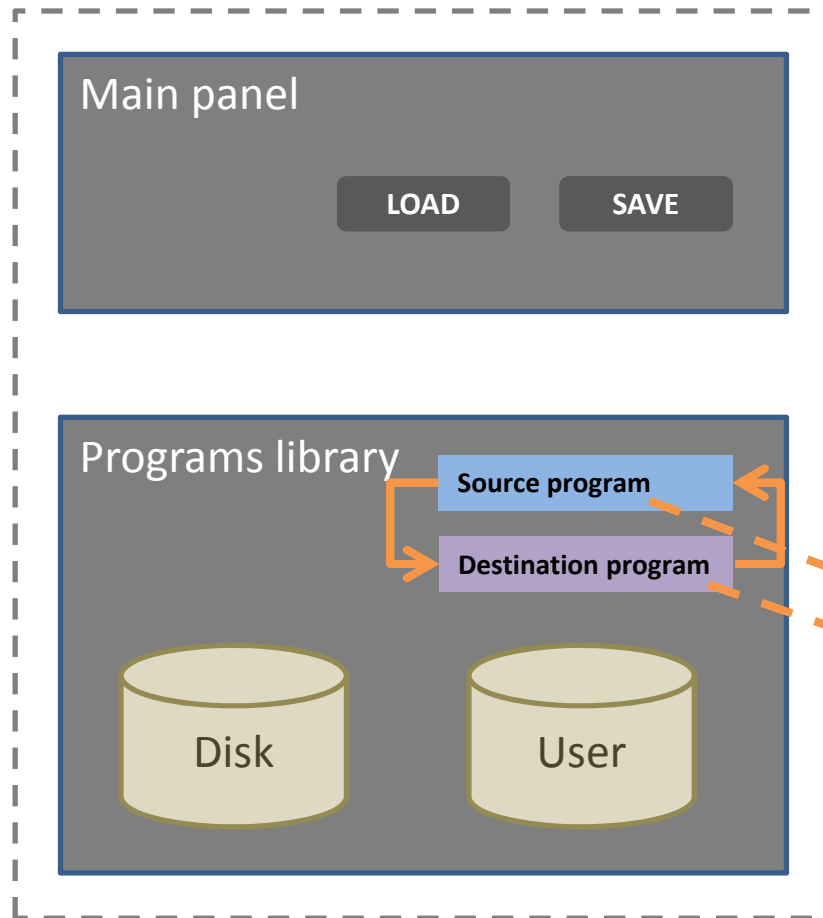 Main panel
LOAD SAVE
Programs library
Source program
Destination program
Disk User